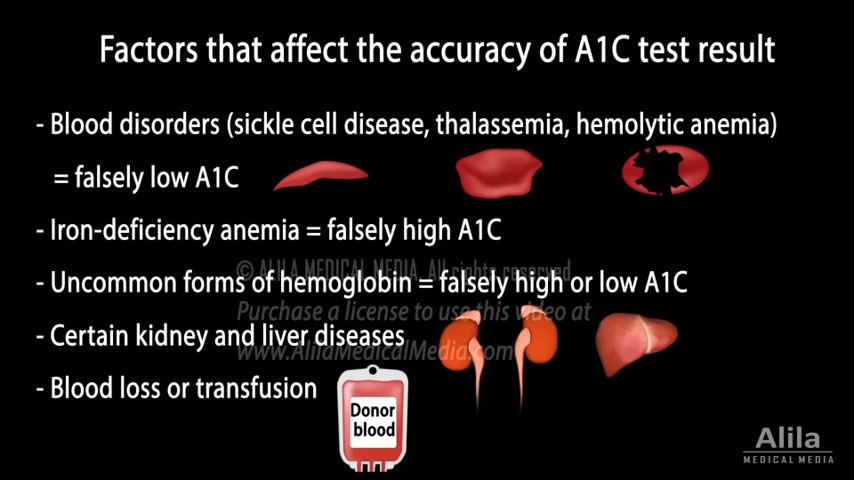 Factors that affect the accuracy of A1C test result
- Blood disorders (sickle cell disease, thalassemia, hemolytic anemia)
= falsely low A1C
- Iron-deficiency anemia = falsely high A1C
© ALILA MEDICAL MEDIA. All rights reserved.
- Uncommon forms of hemoglobin = falsely high or low A1C
Purchase a license to use this video at
- Certain kidney and liver diseases
www.AlilaMedicalMedia.com
- Blood loss or transfusion
Donor
blood
Alila
MEDICAL MEDIA